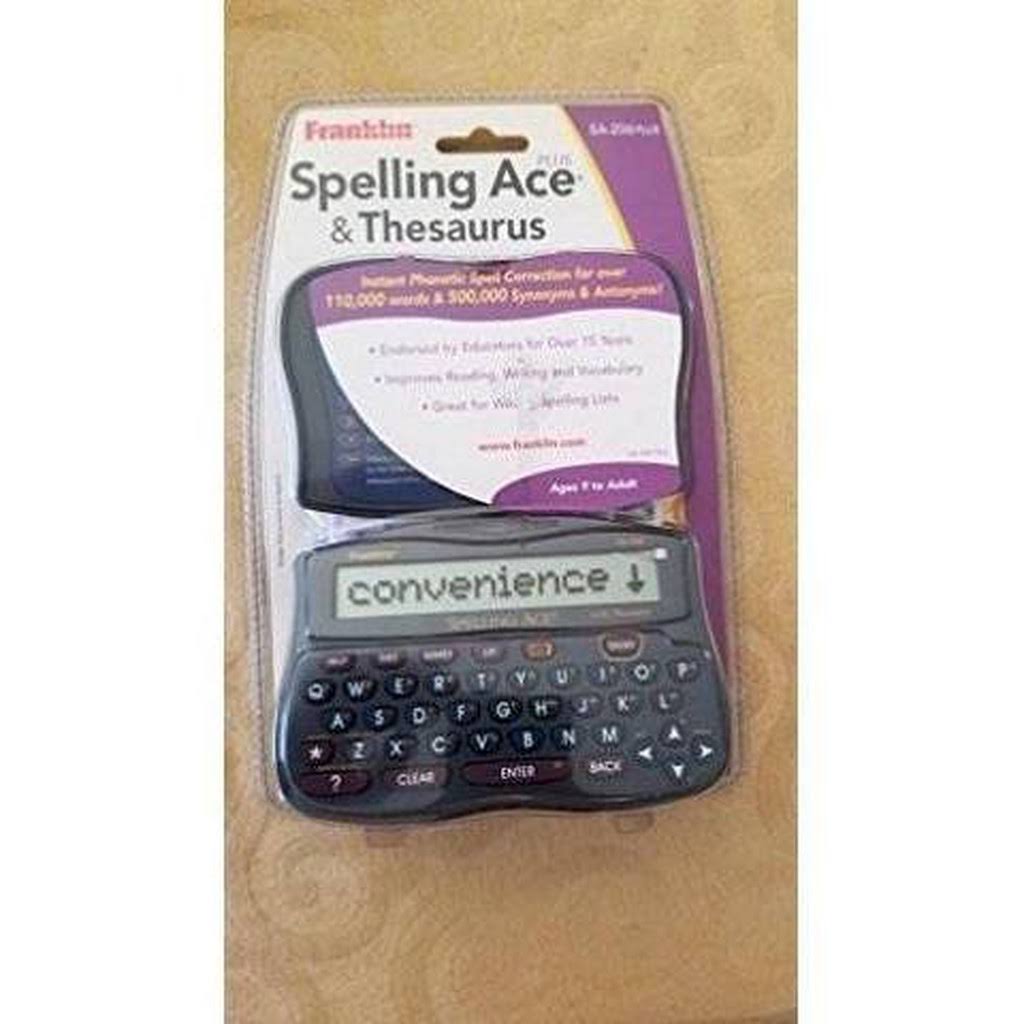 Franklin
SA-206
PLUS
Spelling Ace
& Thesaurus
Instant Phonetic Spell Correction for over
110,000 words & 500,000 Synonyms & Antonyms!
• Endorsed by Educators for Over 15 Years
• Improves Reading, Writing and Vocabulary
• Great for Spelling Lists
www.franklin.com
Ages 9 to Adult
Franklin
convenience ↓
SPELLING ACE
Q W E R T Y U I O P
A S D F G H J K L
* Z X C V B N M
? CLEAR ENTER BACK